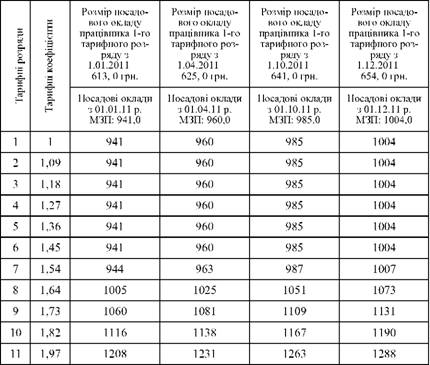 Тарифні розряди
Тарифні коефіцієнти
Розмір посадо-
вого окладу
працівника 1-го
тарифного роз-
ряду з
1.01.2011
613, 0 грн.
Розмір посадо-
вого окладу
працівника 1-го
тарифного роз-
ряду з
1.04.2011
625, 0 грн.
Розмір посадо-
вого окладу
працівника 1-го
тарифного роз-
ряду з
1.10.2011
641, 0 грн.
Розмір посадо-
вого окладу
працівника 1-го
тарифного роз-
ряду з
1.12.2011
654, 0 грн.
Посадові оклади
з 01.01.11 р.
МЗП: 941,0
Посадові оклади
з 01.04.11 р.
МЗП: 960,0
Посадові оклади
з 01.10.11 р.
МЗП: 985.0
Посадові оклади
з 01.12.11 р.
МЗП: 1004,0
1 1 941 960 985 1004
2 1,09 941 960 985 1004
3 1,18 941 960 985 1004
4 1,27 941 960 985 1004
5 1,36 941 960 985 1004
6 1,45 941 960 985 1004
7 1,54 944 963 987 1007
8 1,64 1005 1025 1051 1073
9 1,73 1060 1081 1109 1131
10 1,82 1116 1138 1167 1190
11 1,97 1208 1231 1263 1288